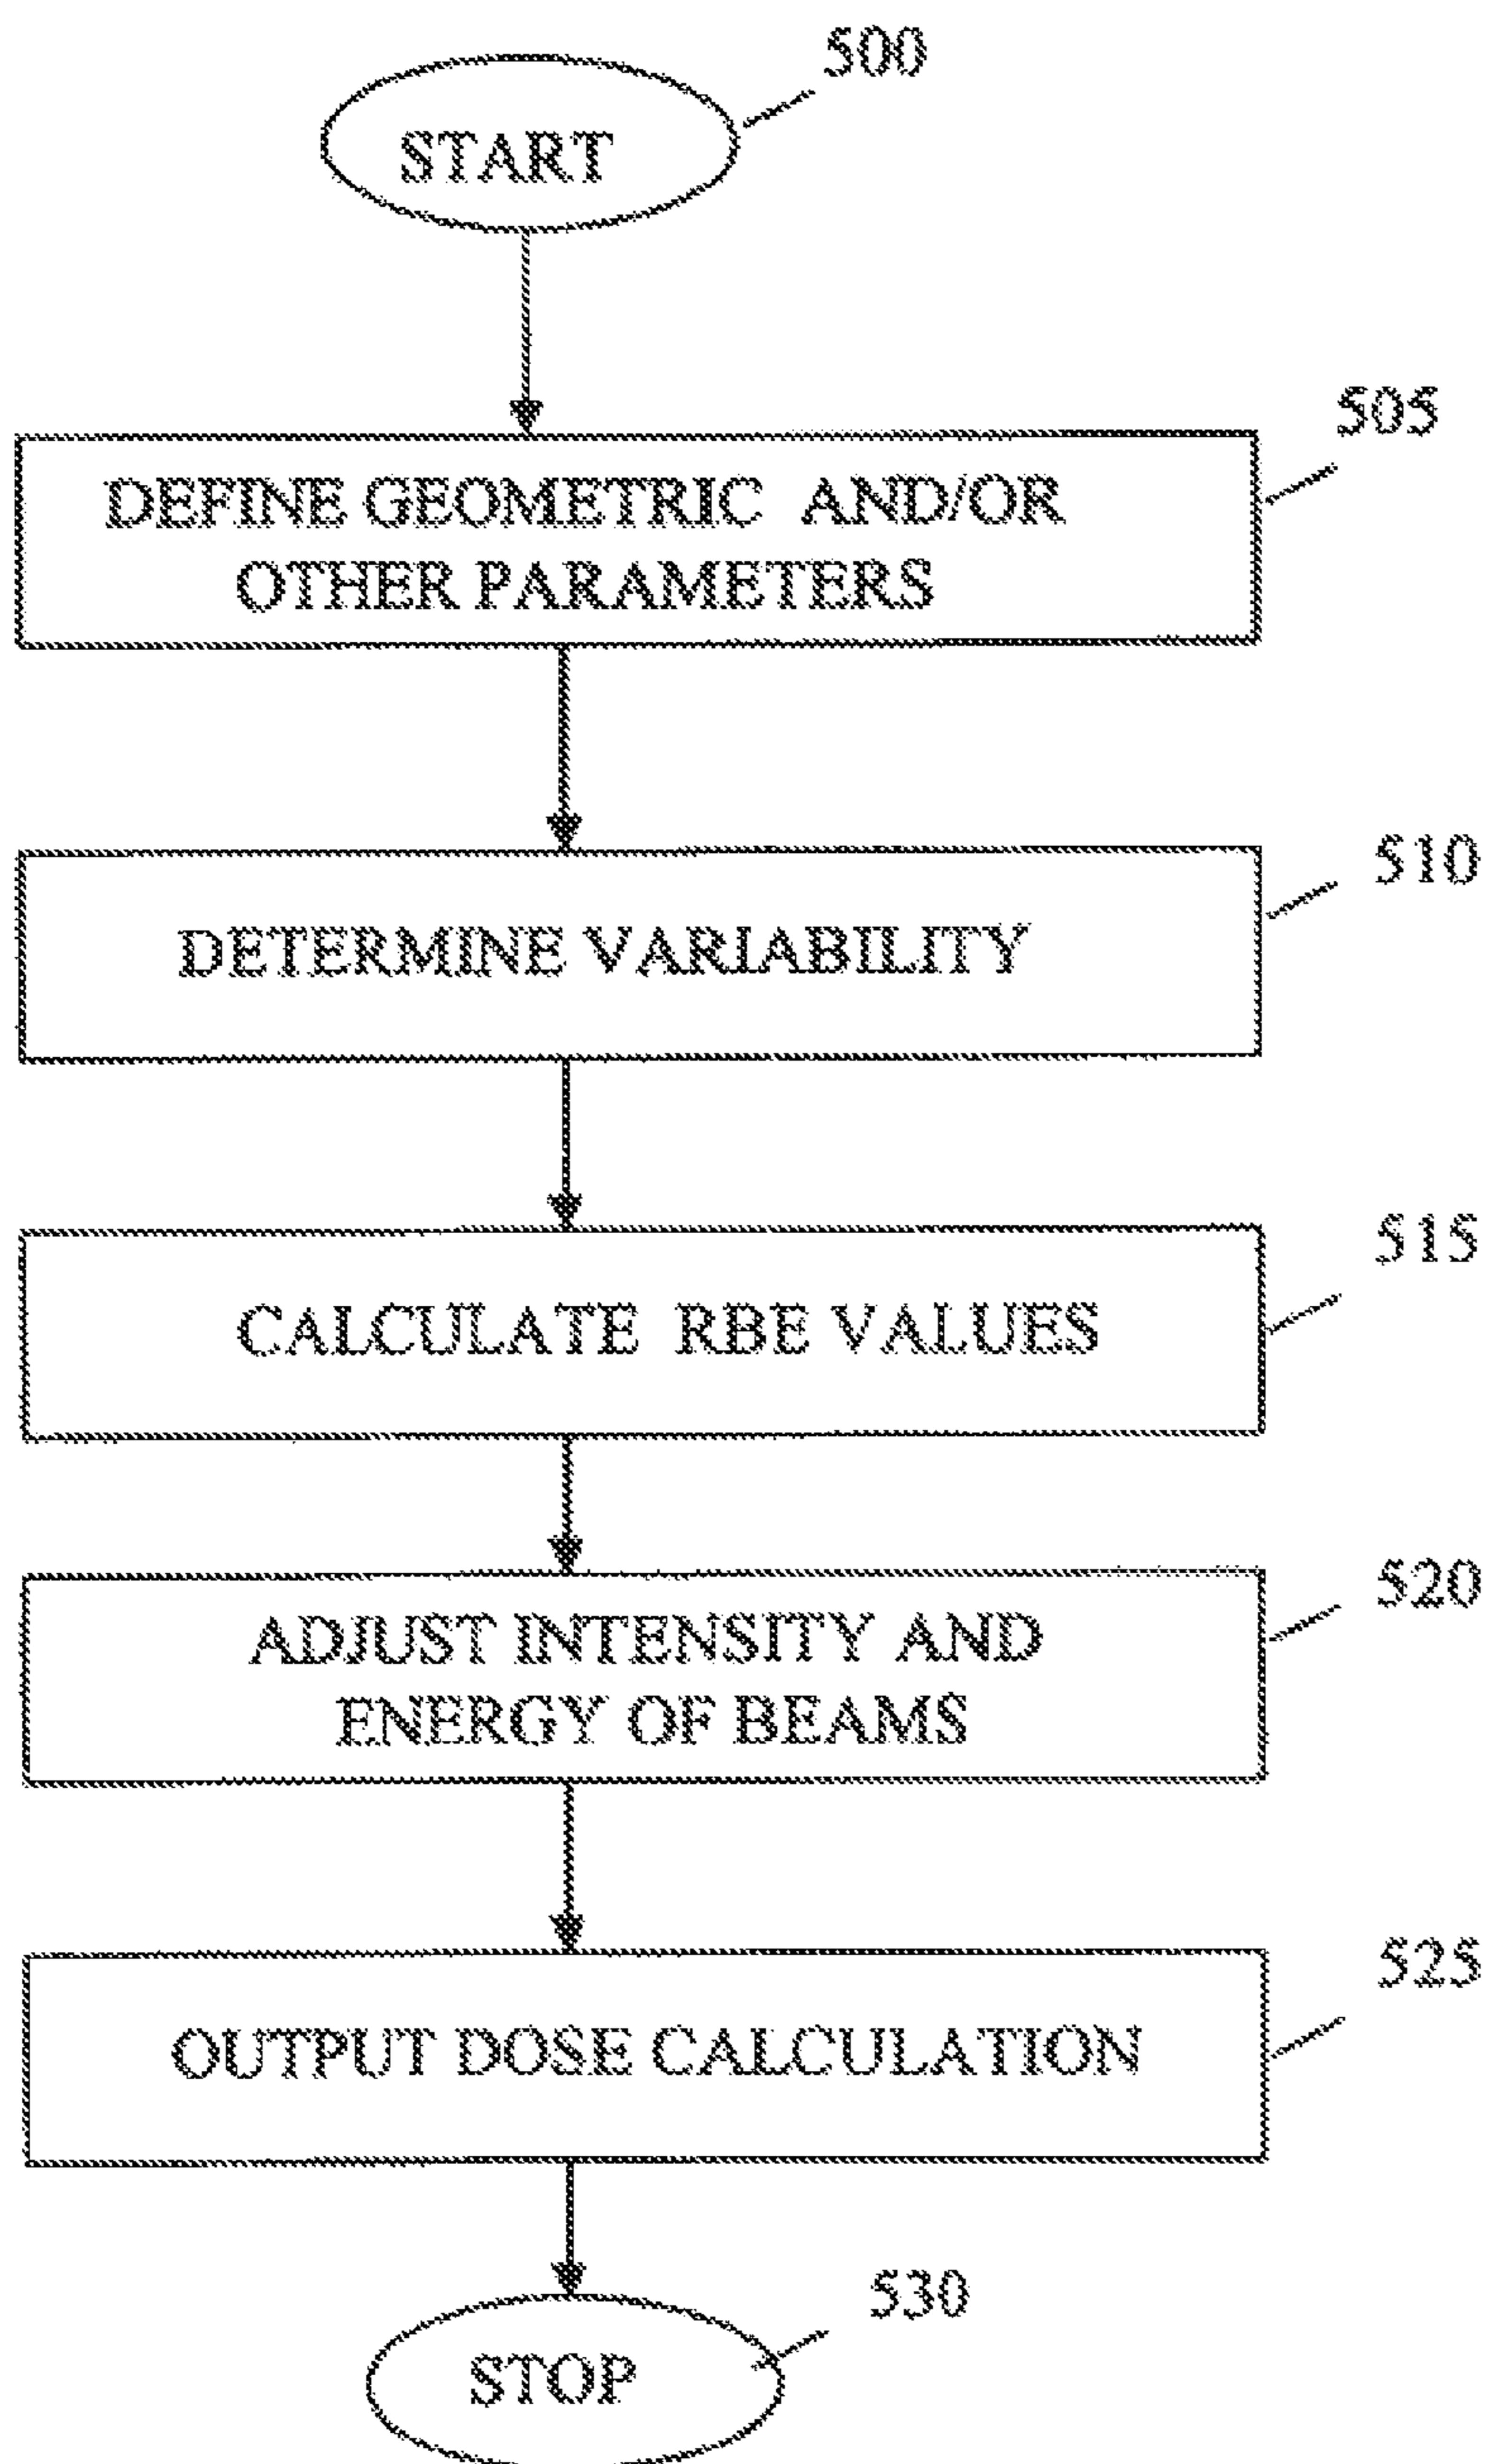 500
START
505
DEFINE GEOMETRIC AND/OR
OTHER PARAMETERS
510
DETERMINE VARIABILITY
515
CALCULATE RBE VALUES
520
ADJUST INTENSITY AND
ENERGY OF BEAMS
525
OUTPUT DOSE CALCULATION
530
STOP